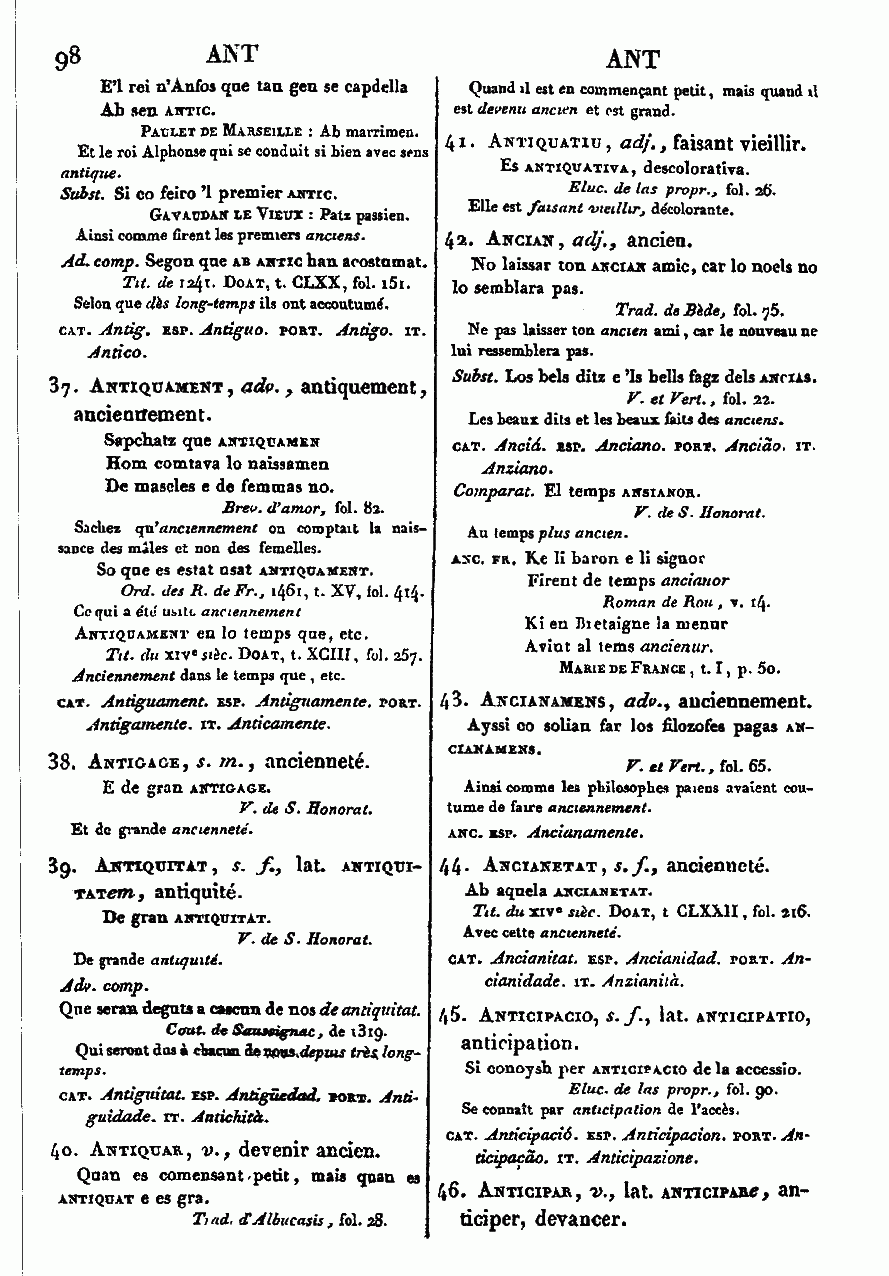 98 ANT
E'l rei n'Anfos que tan gen se capdella
Ab sen ANTIC.
PAULET DE MARSEILLE : Ab marrimen.
Et le roi Alphonse qui se conduit si bien avec sens
antique.
Subst. Si co feiro 'l premier ANTIC.
GAVAUDAN LE VIEUX : Patz passien.
Ainsi comme firent les premiers anciens.
Ad. comp. Segon que AB ANTIC han acostumat.
Tit. de 1241. DOAT, t. CLXX, fol. 151.
Selon que dès long-temps ils ont accoutumé.
CAT. Antig. ESP. Antiguo. PORT. Antigo. IT.
Antico.
37. ANTIQUAMENT, adv., antiquement,
anciennement.
Sapchatz que ANTIQUAMEN
Hom comtava lo naissamen
De mascles e de femmas no.
Brev. d'amor, fol. 82.
Sachez qu'anciennement on comptait la nais-
sance des mâles et non des femelles.
So que es estat usat ANTIQUAMENT.
Ord. des R. de Fr., 1461, t. XV, fol. 414.
Ce qui a été usité anciennement
ANTIQUAMENT en lo temps que, etc.
Tit. du XIVe sièc. DOAT, t. XCIII, fol. 257.
Anciennement dans le temps que, etc.
CAT. Antiguament. ESP. Antiguamente. PORT.
Antigamente. IT. Anticamente.
38. ANTIGAGE, s. m., ancienneté.
E de gran ANTIGAGE.
V. de S. Honorat.
Et de grande ancienneté.
39. ANTIQUITAT, s. f., lat. ANTIQUI-
TATem, antiquité.
De gran ANTIQUITAT.
V. de S. Honorat.
De grande antiquité.
Adv. comp.
Que seran deguts a cascun de nos de antiquitat.
Cout. de Saussignac, de 1319.
Qui seront dus à chacun de nous depuis très long-
temps.
CAT. Antiguitat. ESP. Antigüedad. PORT. Anti-
guidade. IT. Antichità.
40. ANTIQUAR, v., devenir ancien.
Quan es comensant petit, mais quan es
ANTIQUAT e es gra.
Trad. d'Albucasis, fol. 28.
ANT
Quand il est en commençant petit, mais quand il
est devenu ancien et est grand.
41. ANTIQUATIU, adj., faisant vieillir.
Es ANTIQUATIVA, descolorativa.
Eluc. de las propr., fol. 26.
Elle est faisant vieillir, décolorante.
42. ANCIAN, adj., ancien.
No laissar ton ANCIAN amic, car lo noels no
lo semblara pas.
Trad. de Bède, fol. 75.
Ne pas laisser ton ancien ami, car le nouveau ne
lui ressemblera pas.
Subst. Los bels ditz e 'ls bells fagz dels ANCIAS.
V. et Vert., fol. 22.
Les beaux dits et les beaux faits des anciens.
CAT. Anciá. ESP. Anciano. PORT. Ancião. IT.
Anziano.
Comparat. El temps ANSIANOR.
V. de S. Honorat.
Au temps plus ancien.
ANC. FR. Ke li baron e li signor
Firent de temps ancianor
Roman de Rou, v. 14.
Ki en Bretaigne la menur
Avint al tems ancienur.
MARIE DE FRANCE, t. I, p. 50.
43. ANCIANAMENS, adv., anciennement.
Ayssi co solian far los filozofes pagas AN-
CIANAMENS.
V. et Vert., fol. 65.
Ainsi comme les philosophes païens avaient cou-
tume de faire anciennement.
ANC. ESP. Ancianamente.
44. ANCIANETAT, s. f., ancienneté.
Ab aquela ANCIANETAT.
Tit. du XIVe sièc. DOAT, t CLXXII, fol. 216.
Avec cette ancienneté.
CAT. Ancianitat. ESP. Ancianidad. PORT. An-
cianidade. IT. Anzianità.
45. ANTICIPACIO, s. f., lat. ANTICIPATIO,
anticipation.
Si conoysh per ANTICIPACIO de la accessio.
Eluc. de las propr., fol. 90.
Se connaît par anticipation de l'accès.
CAT. Anticipació. ESP. Anticipacion. PORT. An-
ticipação. IT. Anticipazione.
46. ANTICIPAR, v., lat. ANTICIPARe, an-
ticiper, devancer.